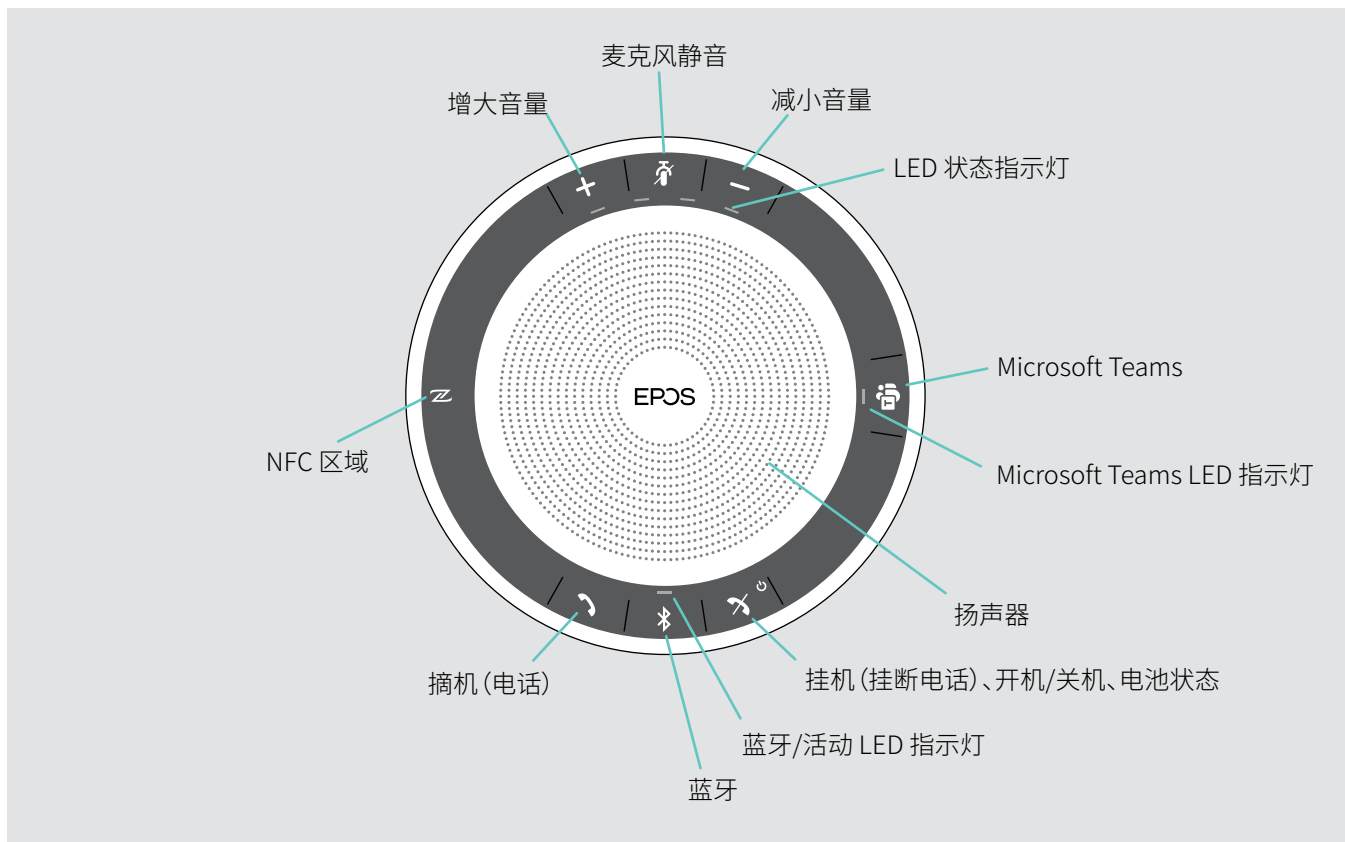 麦克风静音
增大音量
减小音量
LED 状态指示灯
Microsoft Teams
EPOS
NFC 区域
Microsoft Teams LED 指示灯
扬声器
摘机（电话）
挂机（挂断电话）、开机/关机、电池状态
蓝牙/活动 LED 指示灯
蓝牙